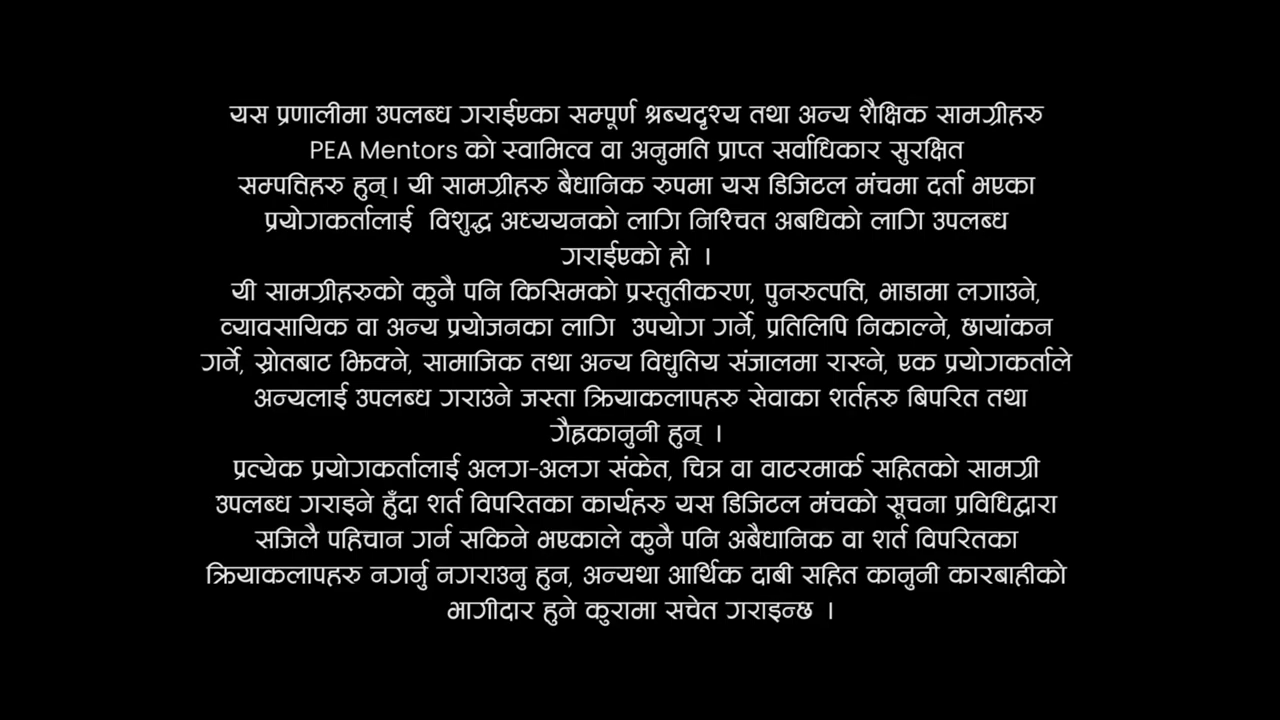 यस प्रणालीमा उपलब्ध गराईएका सम्पूर्ण श्रब्यदृश्य तथा अन्य शैक्षिक सामग्रीहरु
PEA Mentors को स्वामित्व वा अनुमति प्राप्त सर्वाधिकार सुरक्षित
सम्पत्तिहरु हुन्। यी सामग्रीहरु बैधानिक रुपमा यस डिजिटल मंचमा दर्ता भएका
प्रयोगकर्तालाई विशुद्ध अध्ययनको लागि निश्चित अबधिको लागि उपलब्ध
गराईएको हो ।
यी सामग्रीहरुको कुनै पनि किसिमको प्रस्तुतीकरण, पुनरुत्पत्ति, भाडामा लगाउने,
व्यावसायिक वा अन्य प्रयोजनका लागि उपयोग गर्ने, प्रतिलिपि निकाल्ने, छायांकन
गर्ने, स्रोतबाट झिक्ने, सामाजिक तथा अन्य विधुतिय संजालमा राख्ने, एक प्रयोगकर्ताले
अन्यलाई उपलब्ध गराउने जस्ता क्रियाकलापहरु सेवाका शर्तहरु बिपरित तथा
गैह्रकानुनी हुन् ।
प्रत्येक प्रयोगकर्तालाई अलग-अलग संकेत, चित्र वा वाटरमार्क सहितको सामग्री
उपलब्ध गराइने हुँदा शर्त विपरितका कार्यहरु यस डिजिटल मंचको सूचना प्रविधिद्वारा
सजिलै पहिचान गर्न सकिने भएकाले कुनै पनि अबैधानिक वा शर्त विपरितका
क्रियाकलापहरु नगर्नु नगराउनु हुन, अन्यथा आर्थिक दाबी सहित कानुनी कारबाहीको
भागीदार हुने कुरामा सचेत गराइन्छ ।